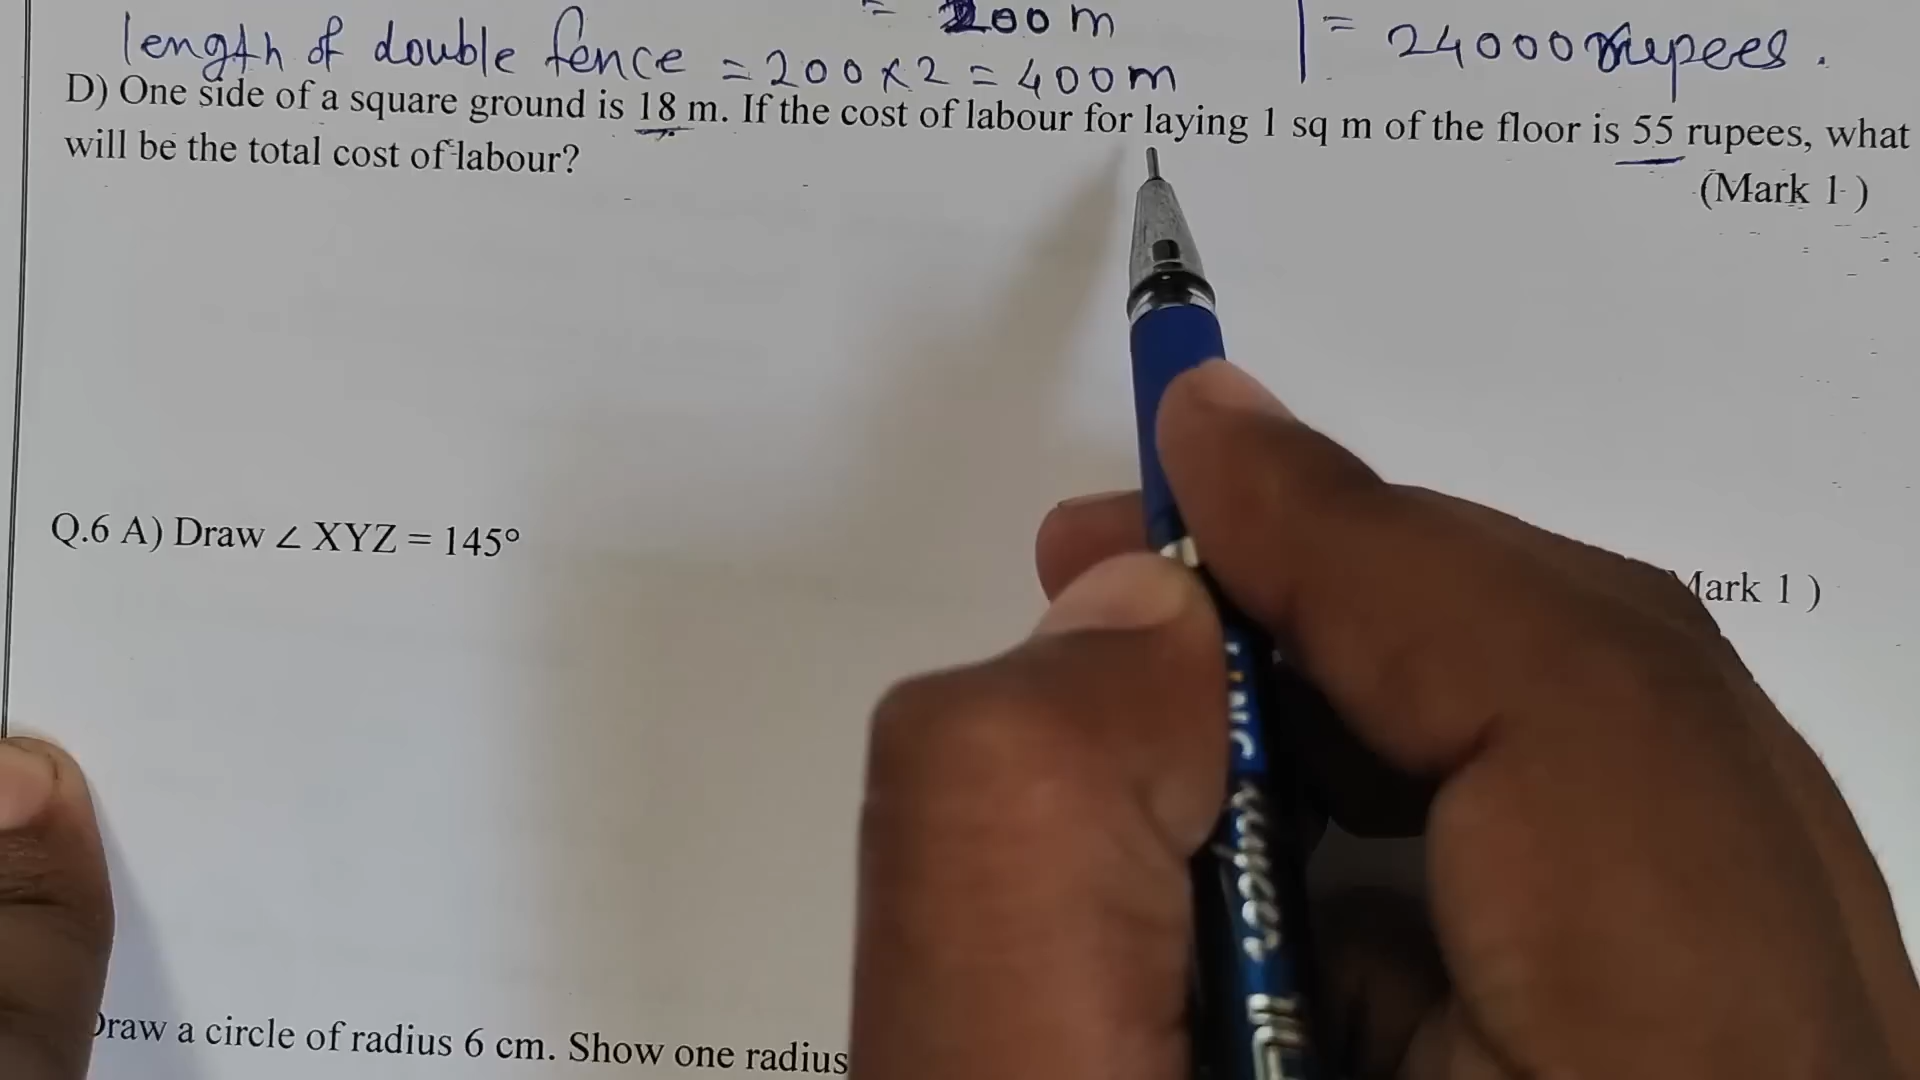 = 200 m
= 24000 rupees.
length of double fence = 200 × 2 = 400 m
D) One side of a square ground is 18 m. If the cost of labour for laying 1 sq m of the floor is 55 rupees, what
will be the total cost of labour?
(Mark 1 )
Q.6 A) Draw ∠ XYZ = 145°
Mark 1 )
Draw a circle of radius 6 cm. Show one radius